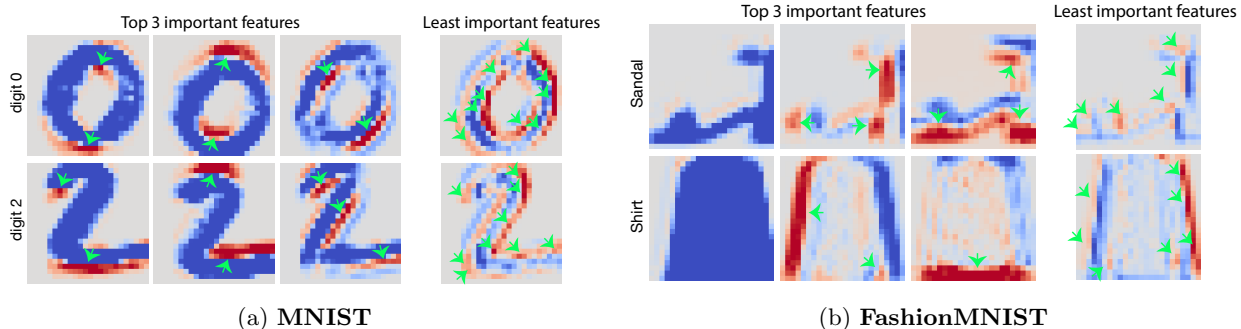 Top 3 important features
Least important features
digit 0
digit 2
(a) MNIST
Top 3 important features
Least important features
Sandal
Shirt
(b) FashionMNIST